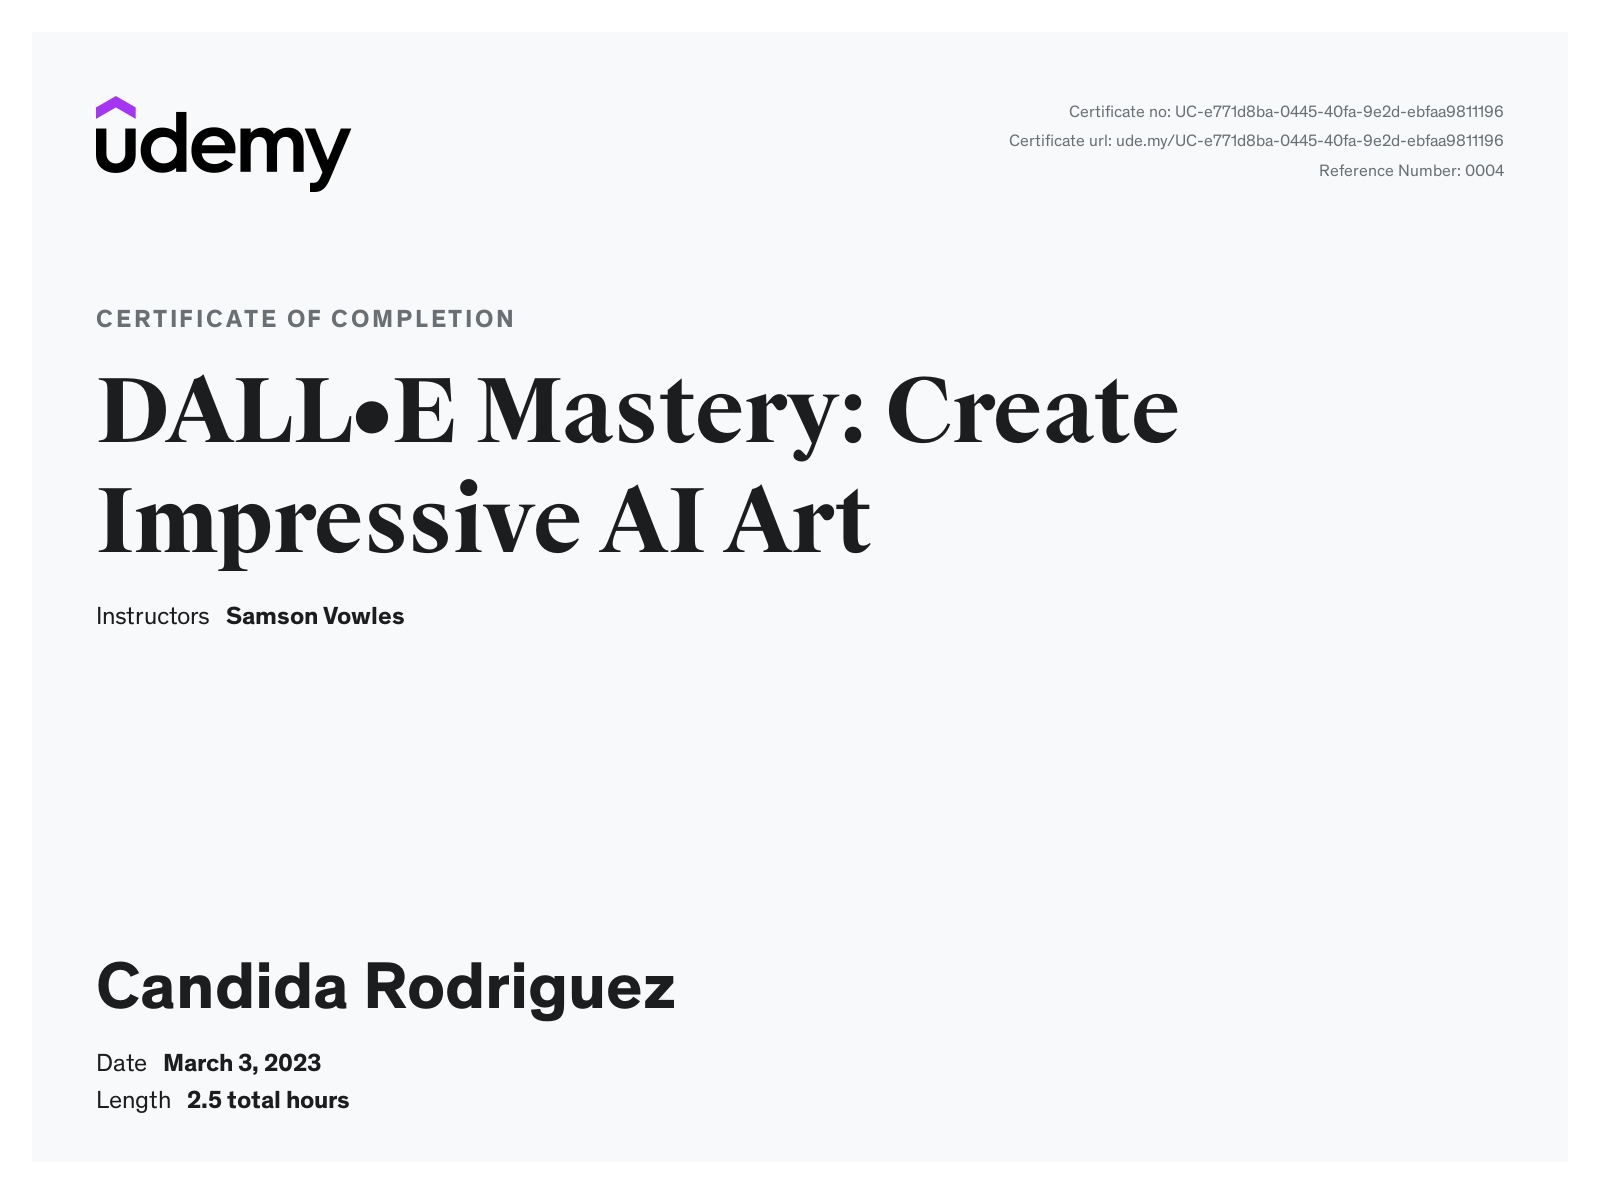 udemy
Certificate no: UC-e771d8ba-0445-40fa-9e2d-ebfaa9811196
Certificate url: ude.my/UC-e771d8ba-0445-40fa-9e2d-ebfaa9811196
Reference Number: 0004
CERTIFICATE OF COMPLETION
DALL•E Mastery: Create
Impressive AI Art
Instructors Samson Vowles
Candida Rodriguez
Date March 3, 2023
Length 2.5 total hours